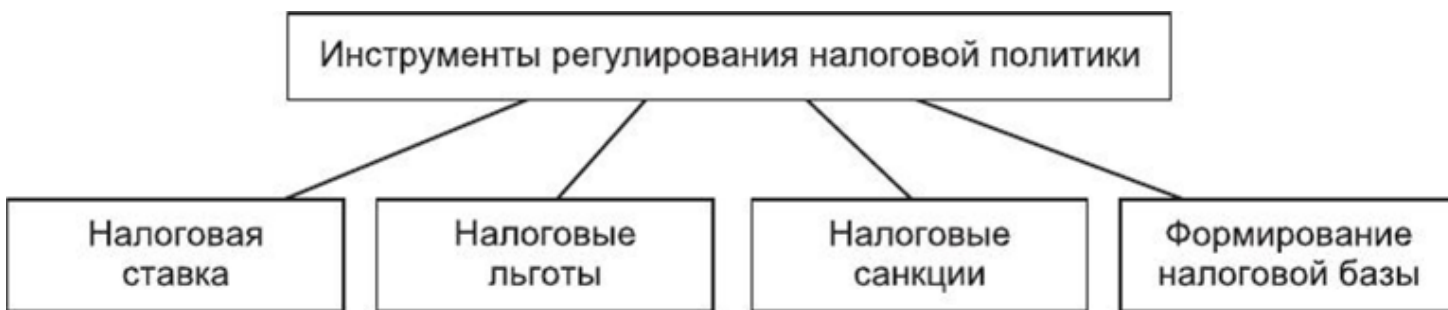 Инструменты регулирования налоговой политики
Налоговая
ставка
Налоговые
льготы
Налоговые
санкции
Формирование
налоговой базы